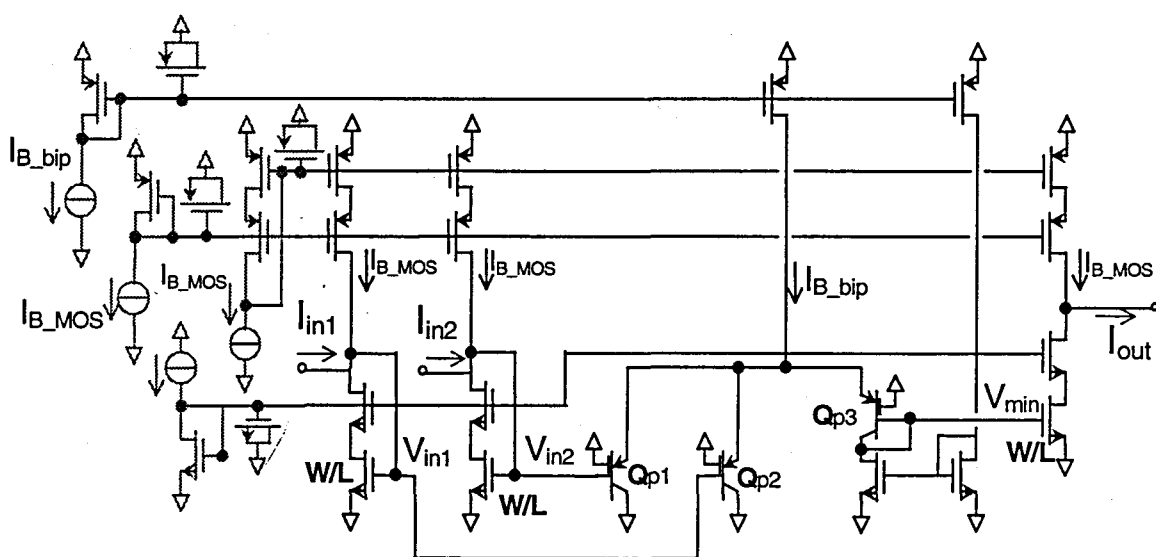 I_B_bip
I_B_MOS
I_B_MOS
I_B_MOS
I_B_MOS
I_B_bip
I_B_MOS
I_in1
I_in2
I_out
V_in1
V_in2
Q_p3
V_min
Q_p1
Q_p2
W/L
W/L
W/L